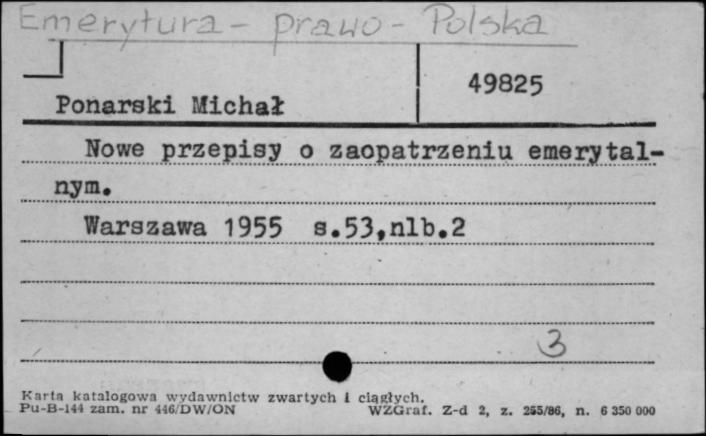 Emerytura - prawo - Polska
49825
Ponarski Michał
Nowe przepisy o zaopatrzeniu emerytal-
nym.
Warszawa 1955 s.53,nlb.2
3
Karta katalogowa wydawnictw zwartych i ciągłych.
Pu-B-144 zam. nr 446/DW/ON WZGraf. Z-d 2, z. 255/86, n. 6 350 000